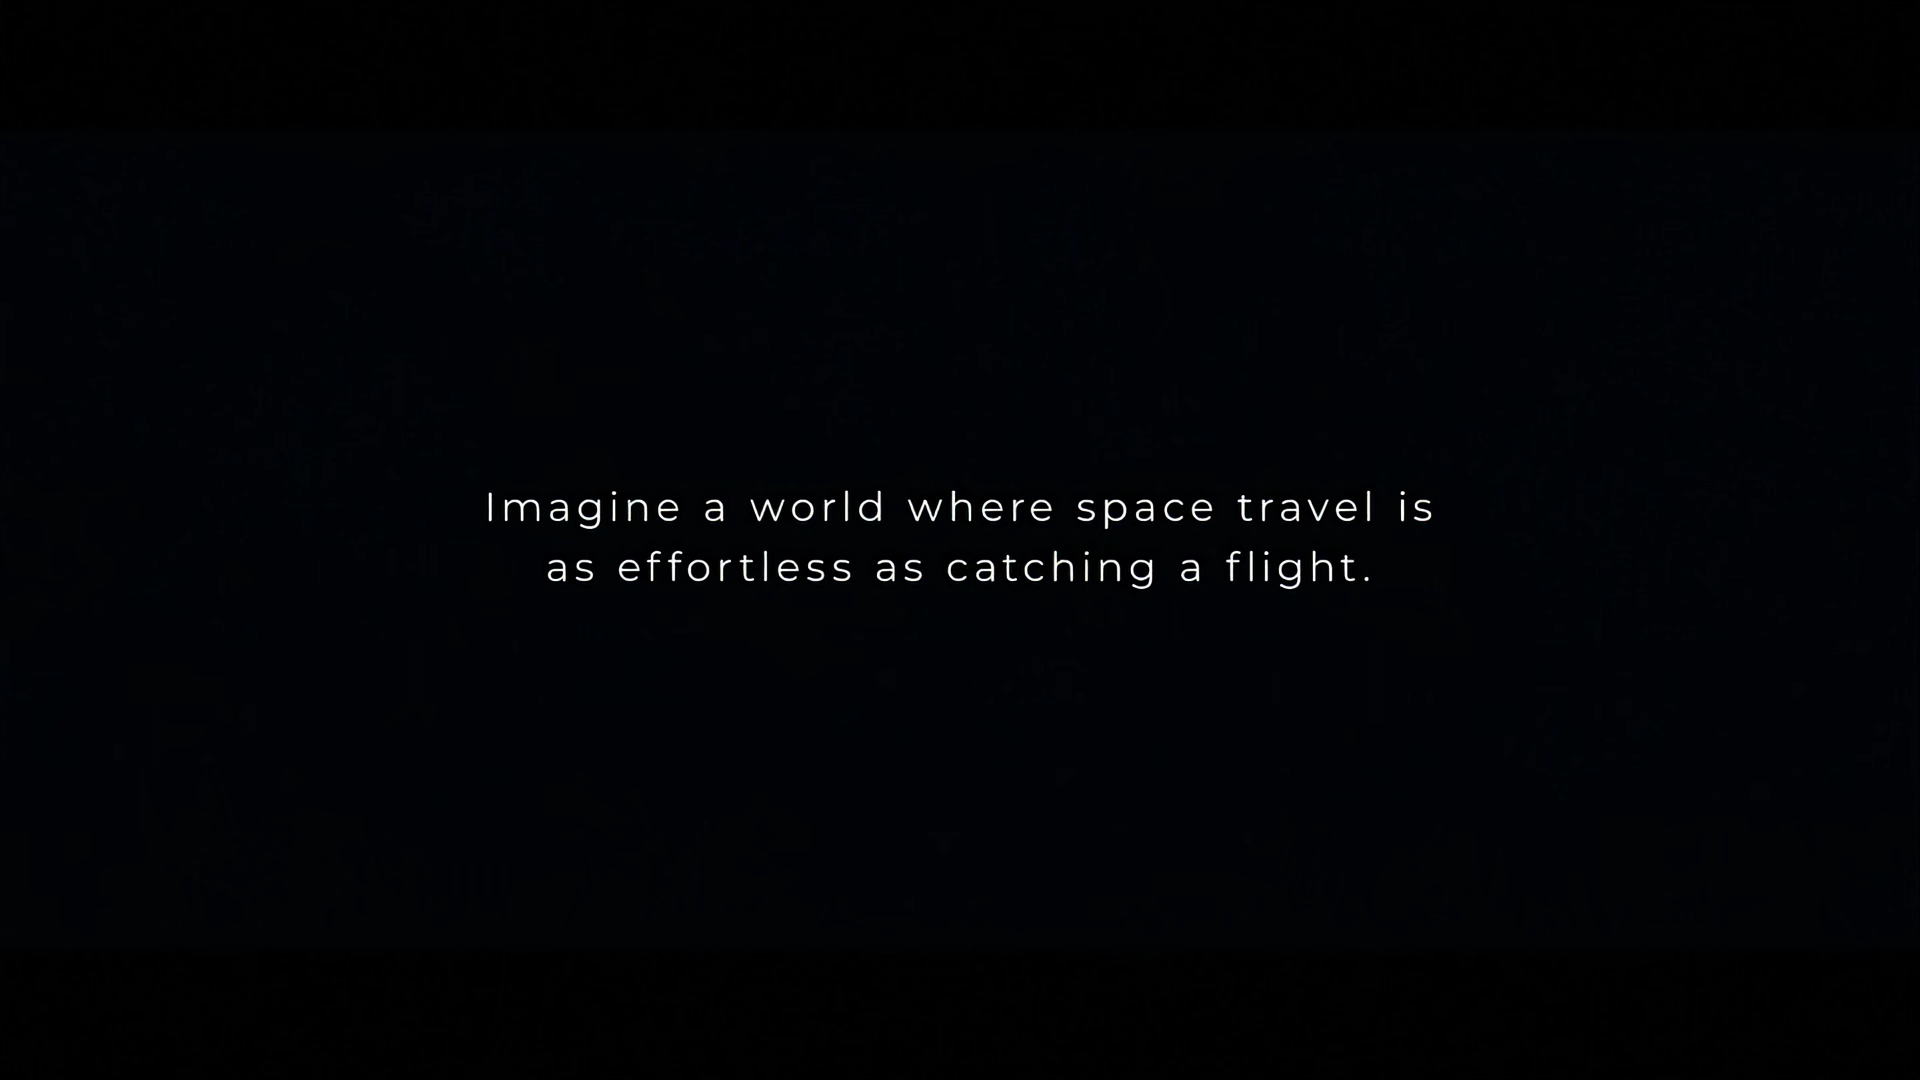 Imagine a world where space travel is
as effortless as catching a flight.